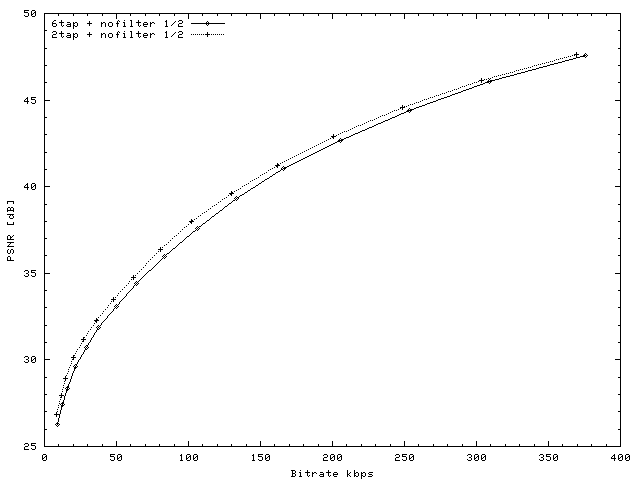 50
6tap + nofilter 1/2
2tap + nofilter 1/2
45
40
PSNR [dB]
35
30
25
0 50 100 150 200 250 300 350 400
Bitrate kbps